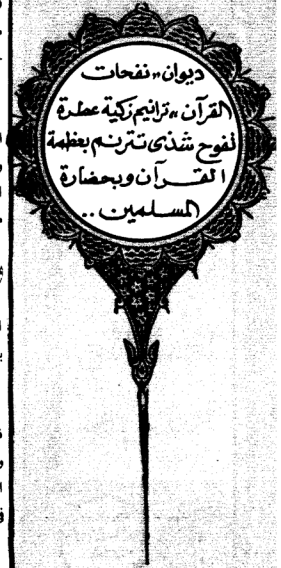 ديوان «نفحات
القرآن» ترانيم زكية عطرة
تفوح شذى تترنم بعظمة
القرآن وبحضارة
المسلمين ..